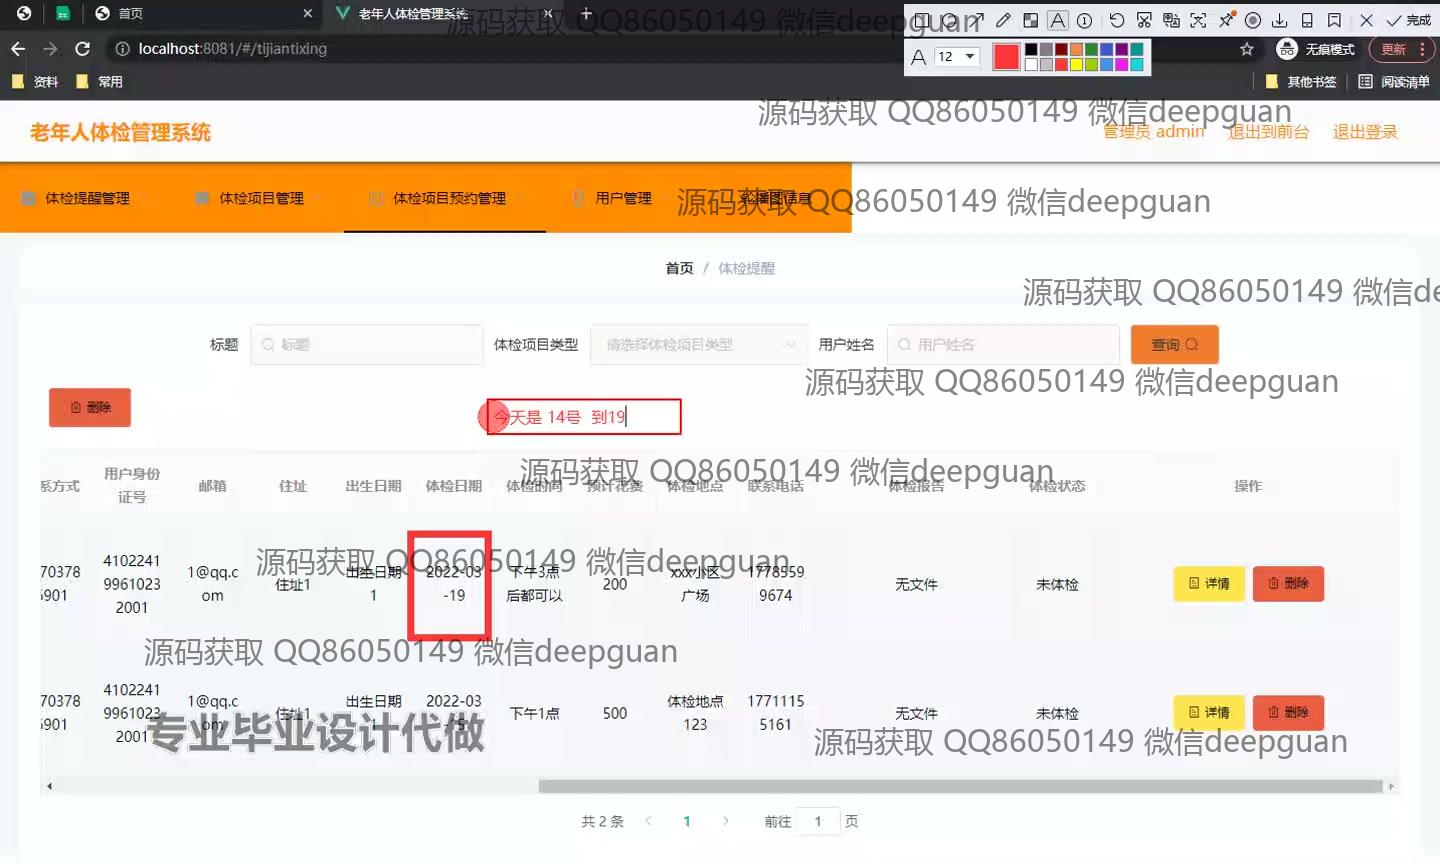 首页
老年人体检管理系统
源码获取 QQ86050149 微信deepguan
完成
localhost:8081/#/tijiantixing
A 12
无痕模式
更新
资料
常用
其他书签
阅读清单
源码获取 QQ86050149 微信deepguan
老年人体检管理系统
管理员 admin
退出到前台
退出登录
体检提醒管理
体检项目管理
体检项目预约管理
用户管理
轮播图信息
源码获取 QQ86050149 微信deepguan
首页 / 体检提醒
源码获取 QQ86050149 微信de
标题
标题
体检项目类型
请选择体检项目类型
用户姓名
用户姓名
查询
源码获取 QQ86050149 微信deepguan
删除
今天是 14号 到19
源码获取 QQ86050149 微信deepguan
系方式
用户身份
证号
邮箱
住址
出生日期
体检日期
体检时间
预计花费
体检地点
联系电话
体检报告
体检状态
操作
源码获取 QQ86050149 微信deepguan
70378
6901
4102241
9961023
2001
1@qq.c
om
住址1
出生日期
1
2022-03
-19
下午3点
后都可以
200
xxx小区
广场
1778559
9674
无文件
未体检
详情
删除
源码获取 QQ86050149 微信deepguan
70378
6901
4102241
9961023
2001
1@qq.c
om
住址1
出生日期
1
2022-03
下午1点
500
体检地点
123
1771115
5161
无文件
未体检
详情
删除
专业毕业设计代做
源码获取 QQ86050149 微信deepguan
共 2 条
1
前往 1 页